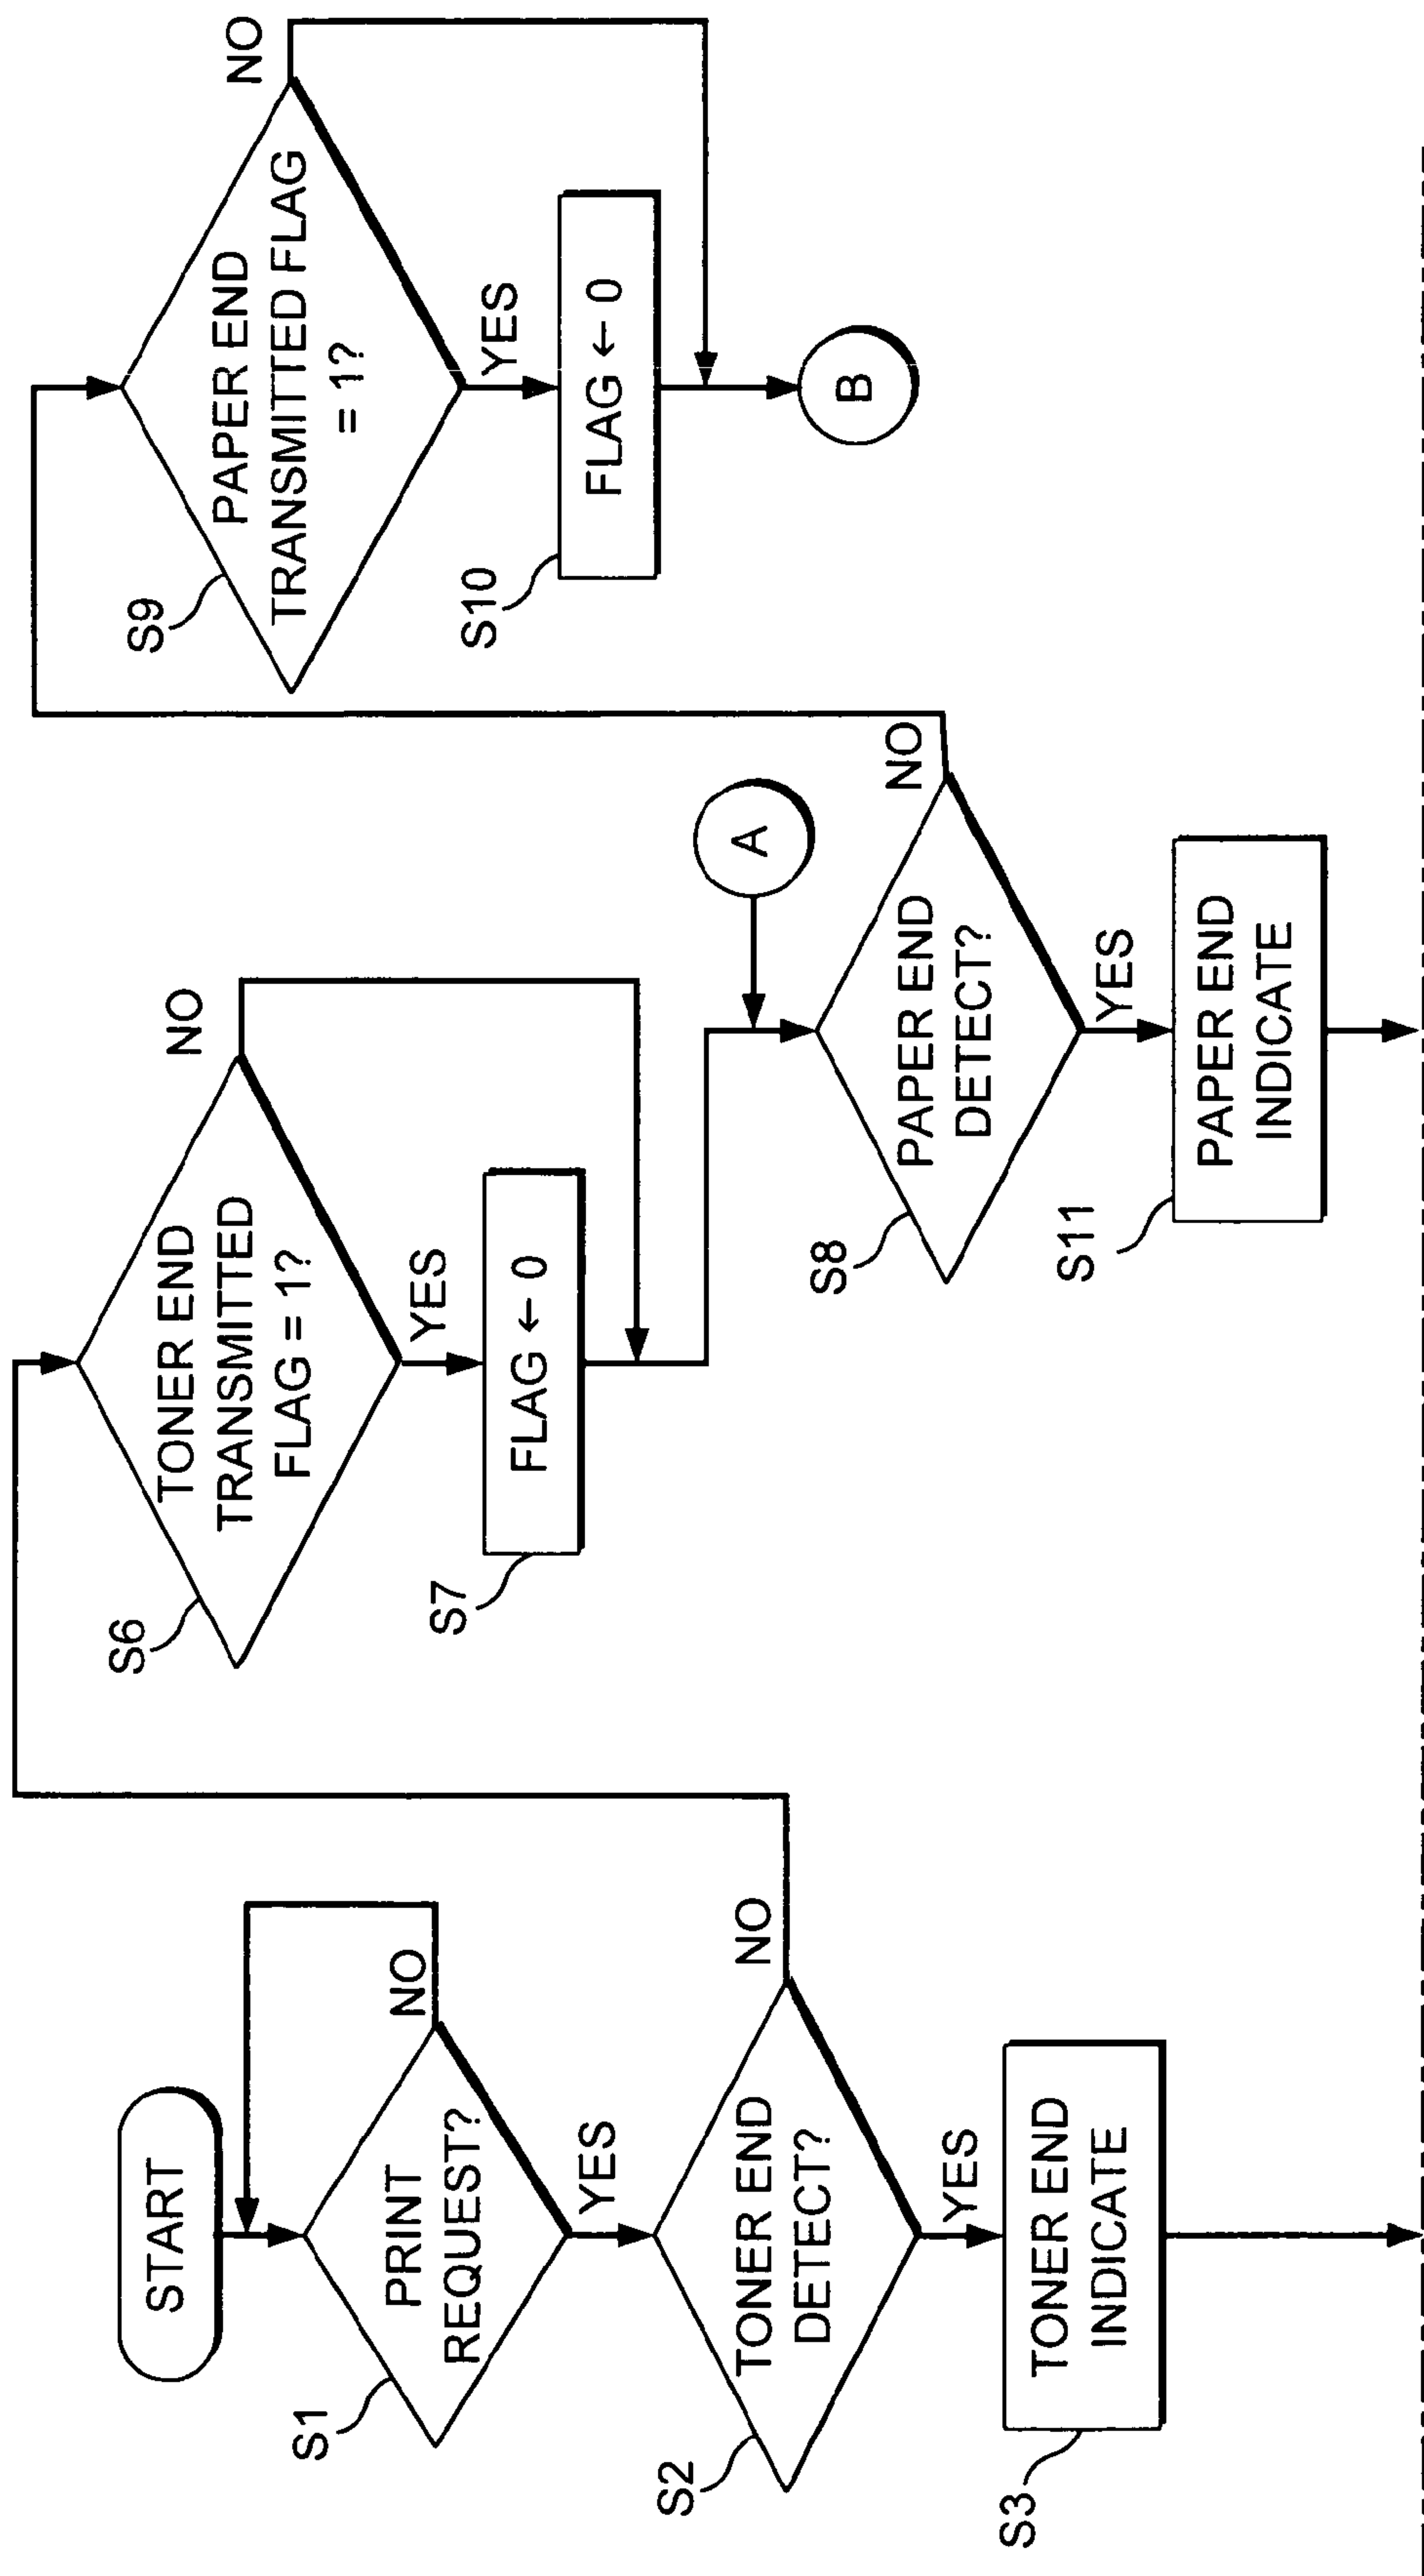 START
S1
PRINT
REQUEST?
NO
YES
S2
TONER END
DETECT?
NO
YES
S3
TONER END
INDICATE
S6
TONER END
TRANSMITTED
FLAG = 1?
NO
YES
S7
FLAG ← 0
A
S8
PAPER END
DETECT?
NO
YES
S11
PAPER END
INDICATE
S9
PAPER END
TRANSMITTED FLAG
= 1?
NO
YES
S10
FLAG ← 0
B